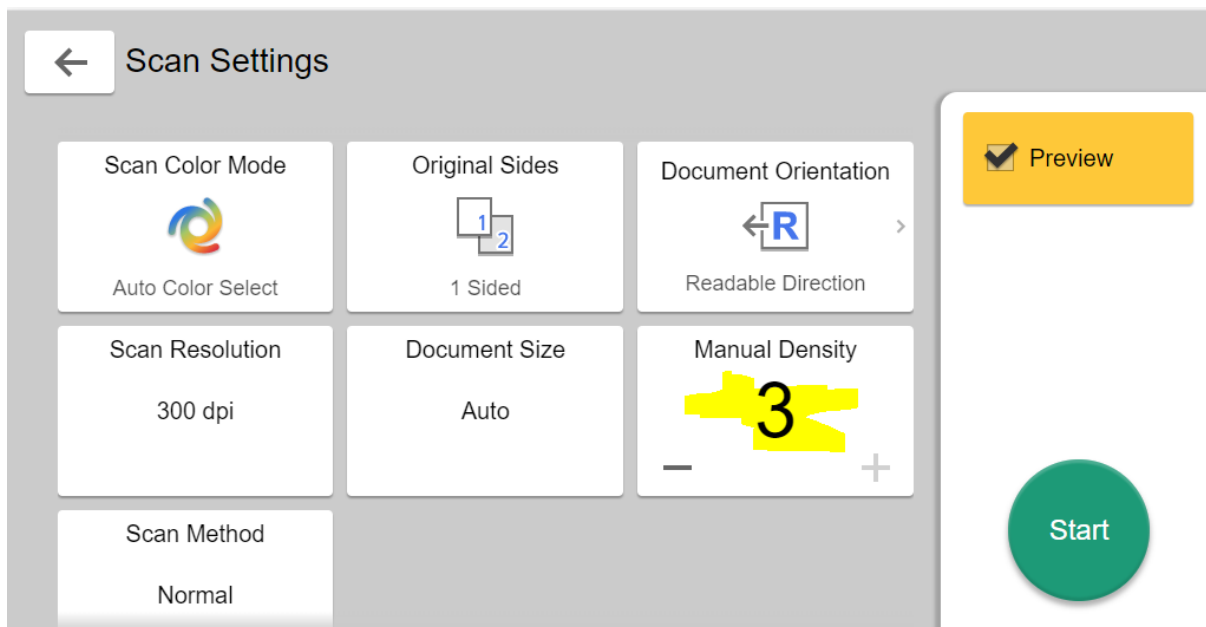 Scan Settings
Scan Color Mode
Auto Color Select
Original Sides
1
2
1 Sided
Document Orientation
R
Readable Direction
Preview
Scan Resolution
300 dpi
Document Size
Auto
Manual Density
3
Scan Method
Normal
Start